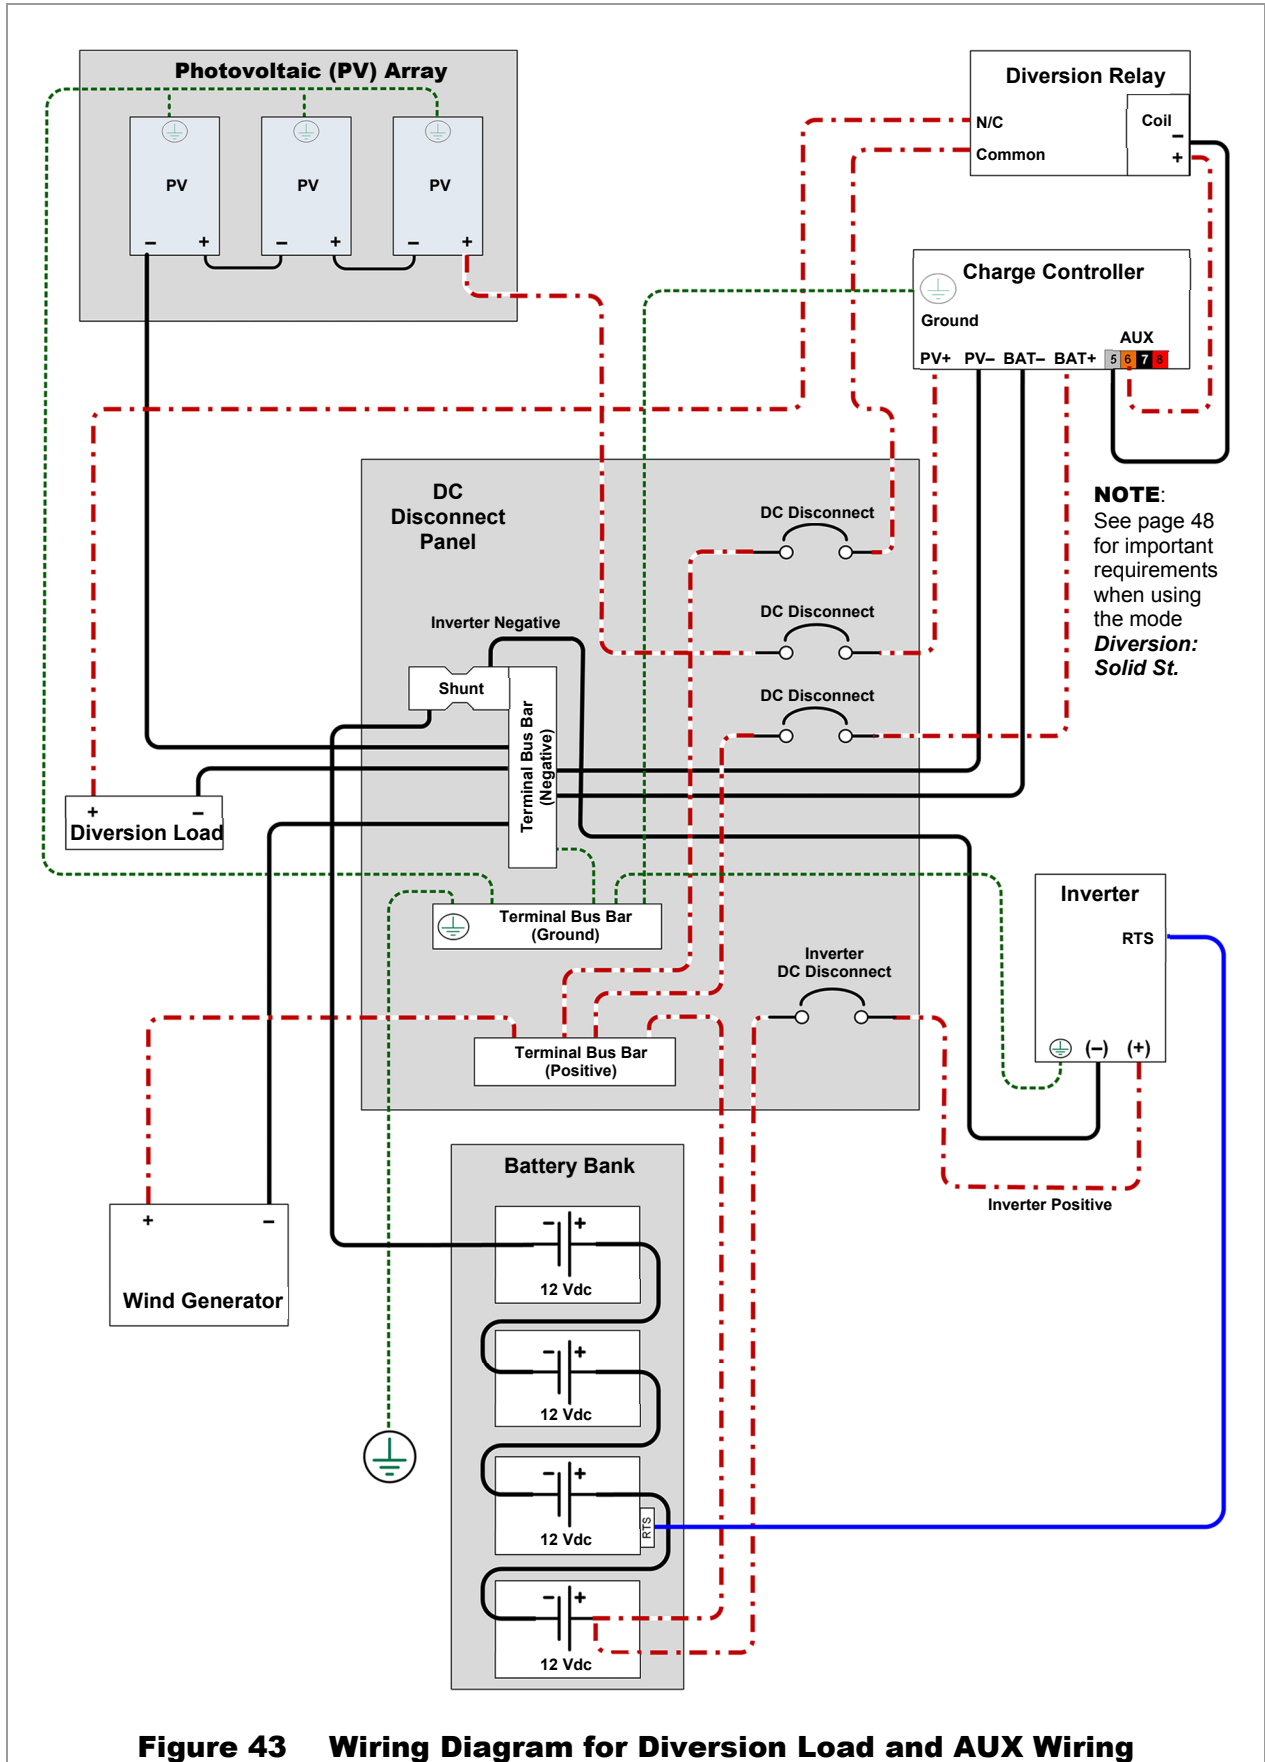 Photovoltaic (PV) Array
PV
PV
PV
− + − + − +
Diversion Relay
N/C
Common
Coil
−
+
Charge Controller
Ground
AUX
PV+ PV− BAT− BAT+ 5 6 7 8
NOTE:
See page 48
for important
requirements
when using
the mode
Diversion:
Solid St.
DC
Disconnect
Panel
DC Disconnect
DC Disconnect
DC Disconnect
Inverter Negative
Shunt
Terminal Bus Bar
(Negative)
+ −
Diversion Load
Terminal Bus Bar
(Ground)
Inverter
DC Disconnect
Terminal Bus Bar
(Positive)
Inverter
RTS
(−) (+)
Inverter Positive
+ −
Wind Generator
Battery Bank
− +
12 Vdc
− +
12 Vdc
− +
12 Vdc
RTS
− +
12 Vdc
Figure 43 Wiring Diagram for Diversion Load and AUX Wiring